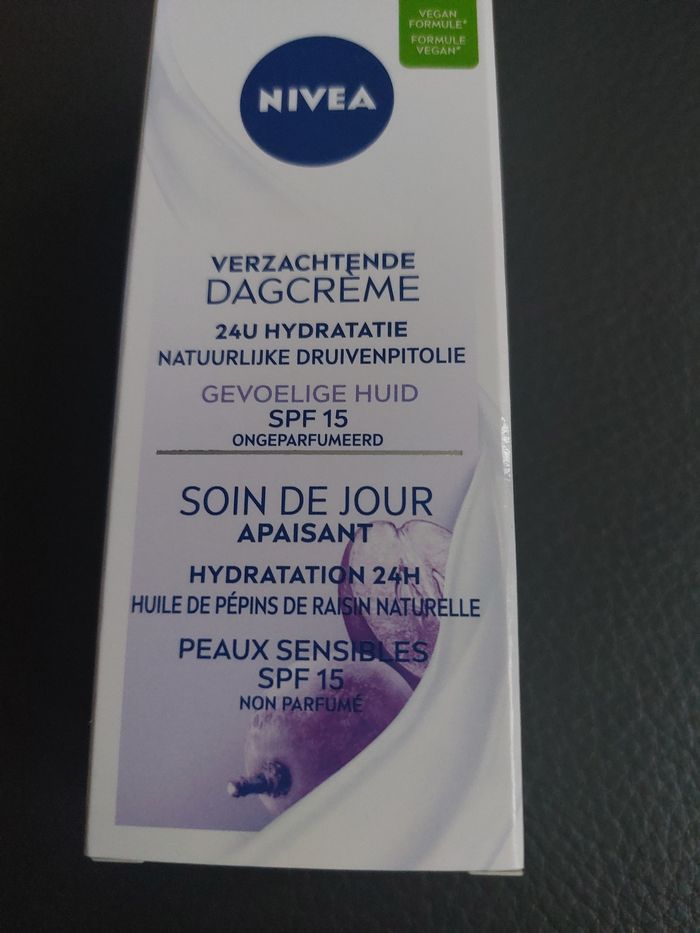 VEGAN
FORMULE*
FORMULE
VEGAN*
NIVEA
VERZACHTENDE
DAGCRÈME
24U HYDRATATIE
NATUURLIJKE DRUIVENPITOLIE
GEVOELIGE HUID
SPF 15
ONGEPARFUMEERD
SOIN DE JOUR
APAISANT
HYDRATATION 24H
HUILE DE PÉPINS DE RAISIN NATURELLE
PEAUX SENSIBLES
SPF 15
NON PARFUMÉ